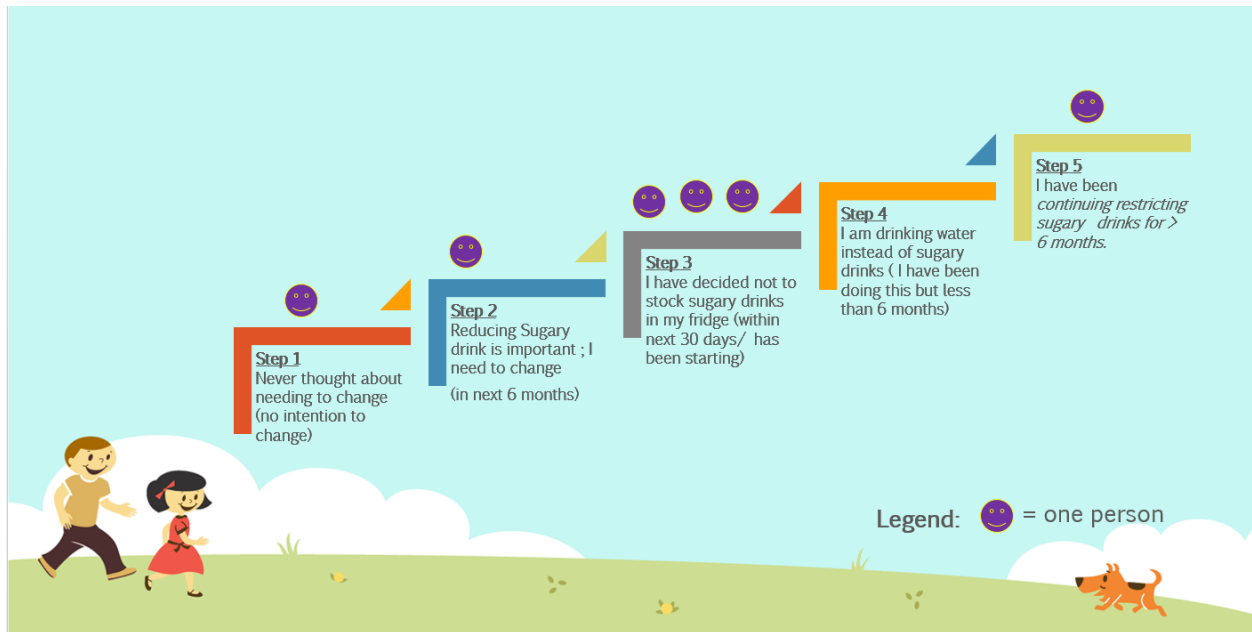 Step 1
Never thought about
needing to change
(no intention to
change)
Step 2
Reducing Sugary
drink is important ; I
need to change
(in next 6 months)
Step 3
I have decided not to
stock sugary drinks
in my fridge (within
next 30 days/ has
been starting)
Step 4
I am drinking water
instead of sugary
drinks ( I have been
doing this but less
than 6 months)
Step 5
I have been
continuing restricting
sugary drinks for >
6 months.
Legend: = one person